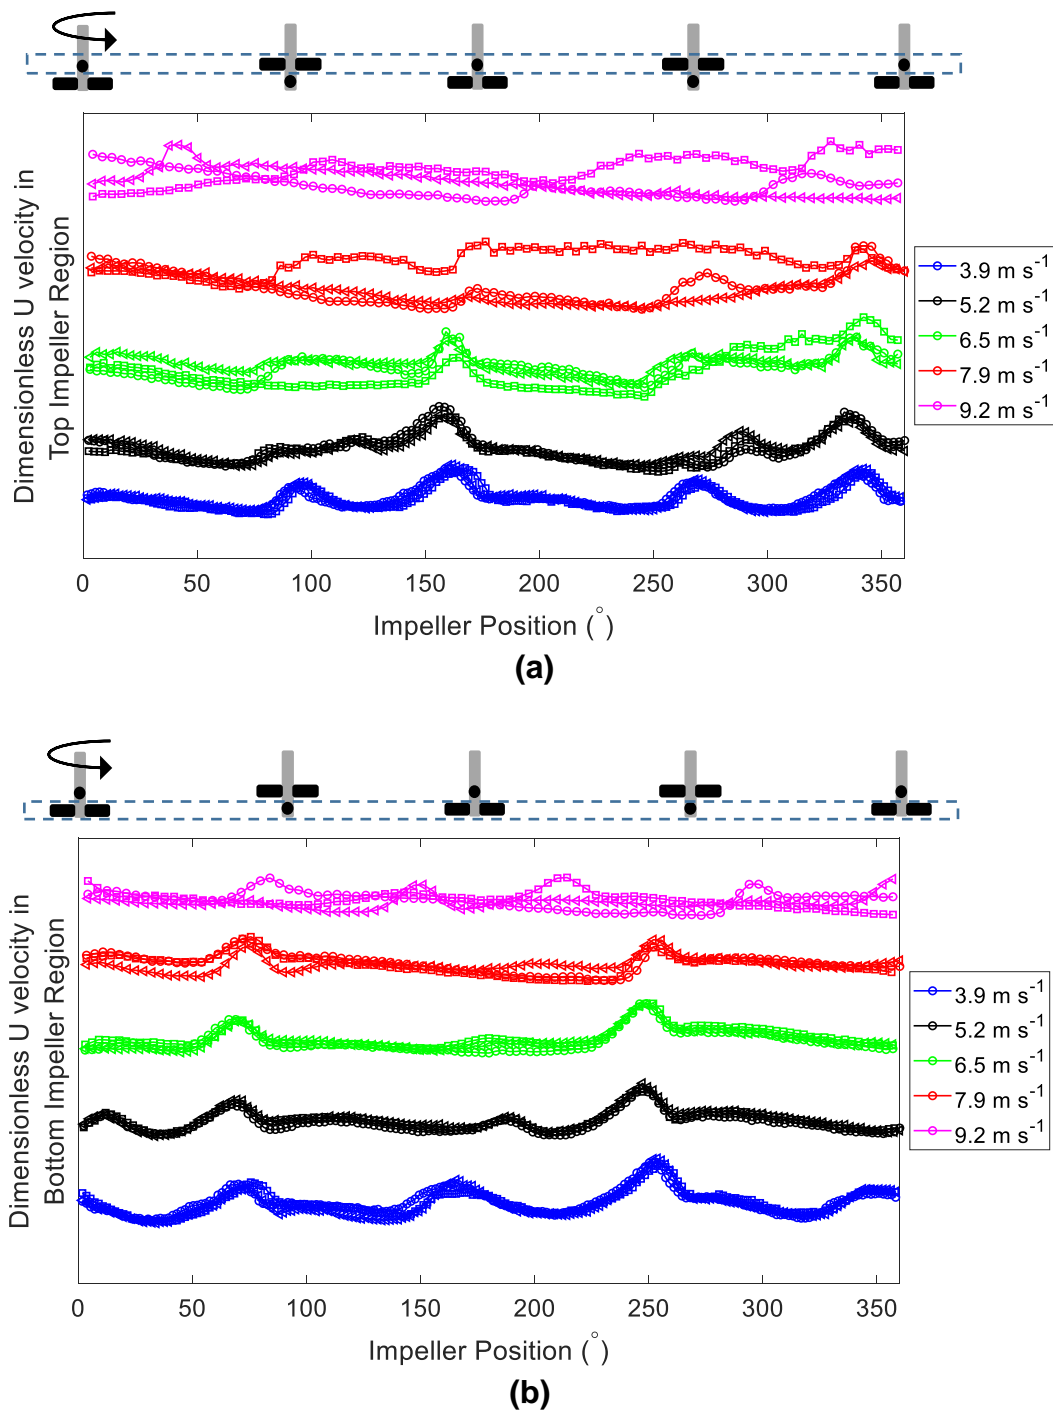 Dimensionless U velocity in
Top Impeller Region
3.9 m s⁻¹
5.2 m s⁻¹
6.5 m s⁻¹
7.9 m s⁻¹
9.2 m s⁻¹
0 50 100 150 200 250 300 350
Impeller Position (°)
(a)
Dimensionless U velocity in
Bottom Impeller Region
3.9 m s⁻¹
5.2 m s⁻¹
6.5 m s⁻¹
7.9 m s⁻¹
9.2 m s⁻¹
0 50 100 150 200 250 300 350
Impeller Position (°)
(b)